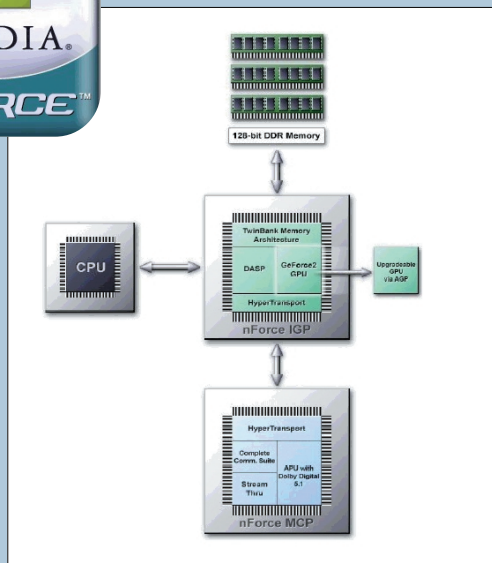 DIA.
RCE™
128-bit DDR Memory
TwinBank Memory
Architecture
CPU
DASP
GeForce2
GPU
Upgradeable
GPU
via AGP
HyperTransport
nForce IGP
HyperTransport
Complete
Comm. Suite
APU with
Dolby Digital
5.1
Stream
Thru
nForce MCP